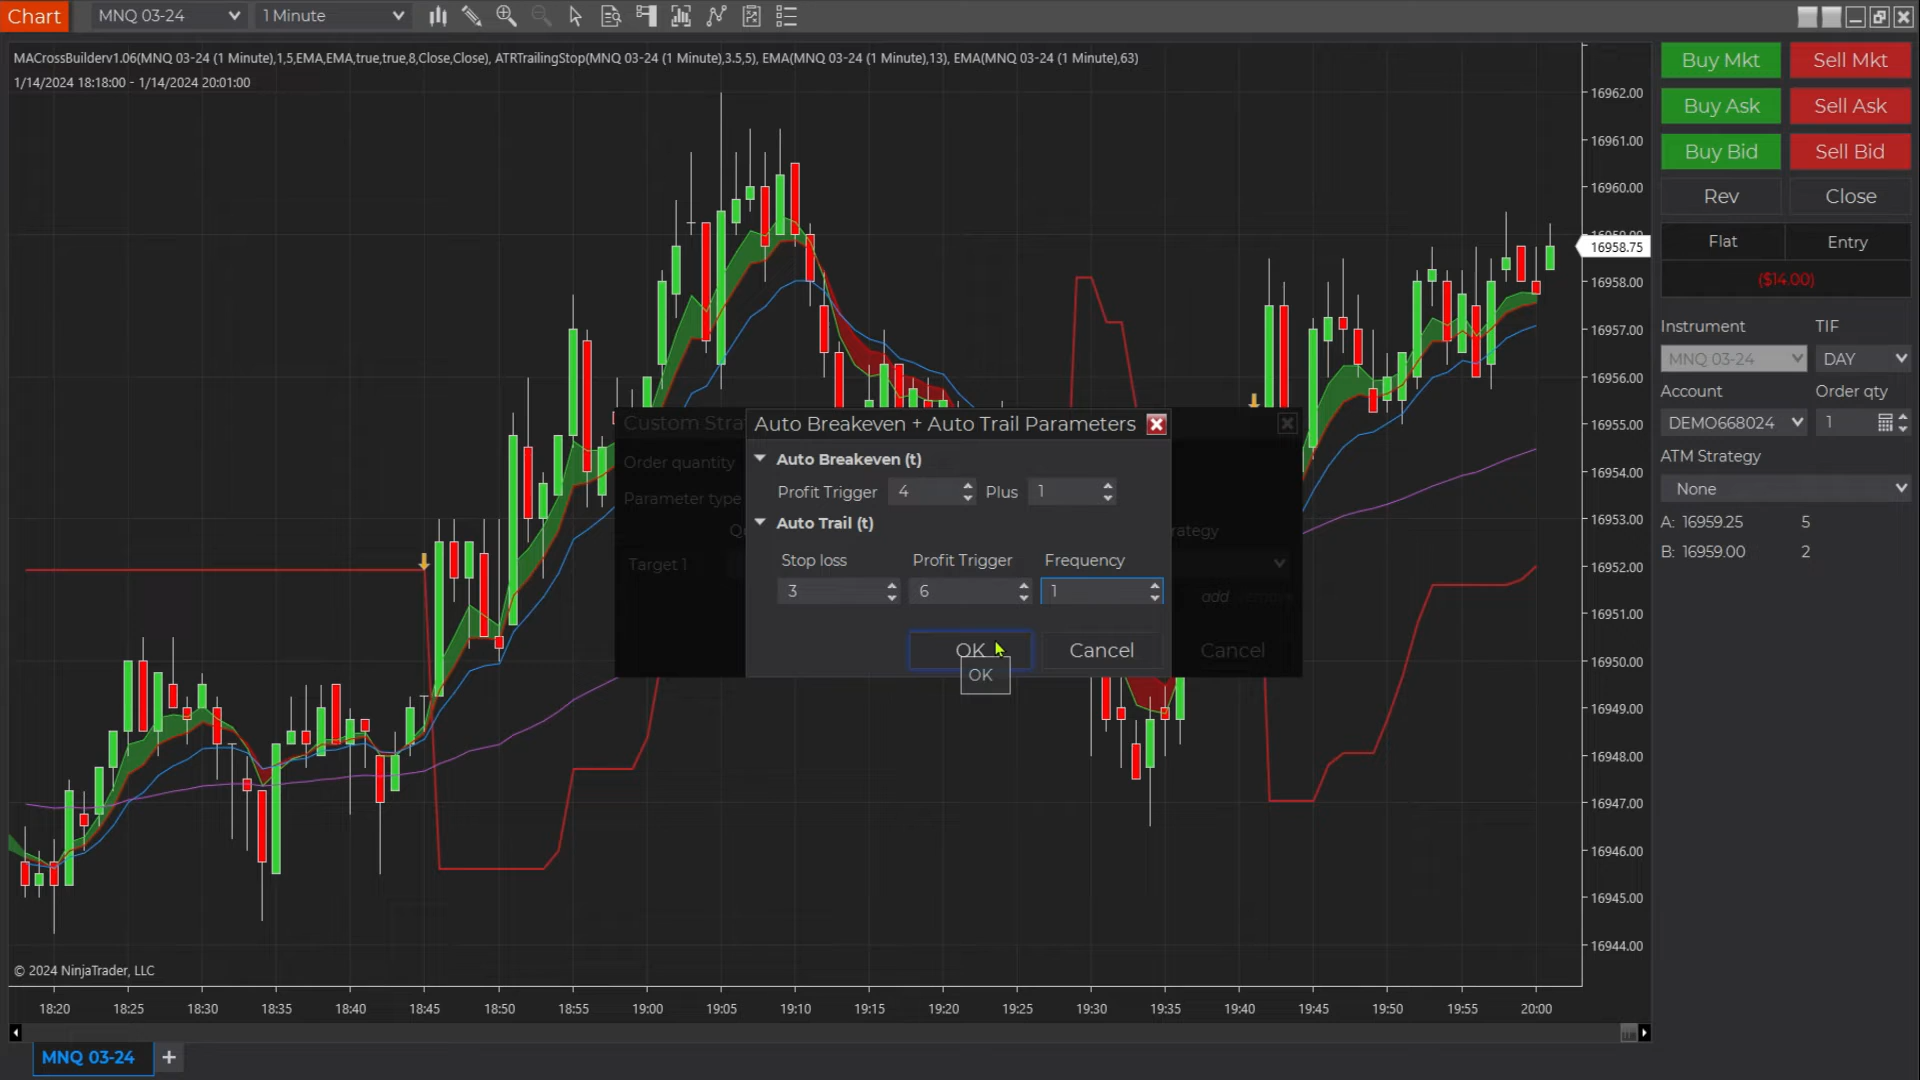 Chart
MNQ 03-24
1 Minute
MACrossBuilderv1.06(MNQ 03-24 (1 Minute),1,5,EMA,EMA,true,true,8,Close,Close), ATRTrailingStop(MNQ 03-24 (1 Minute),3.5,5), EMA(MNQ 03-24 (1 Minute),13), EMA(MNQ 03-24 (1 Minute),63)
1/14/2024 18:18:00 - 1/14/2024 20:01:00
16962.00
16961.00
16960.00
16958.75
16958.00
16957.00
16956.00
16955.00
16954.00
16953.00
16952.00
16951.00
16950.00
16949.00
16948.00
16947.00
16946.00
16945.00
16944.00
Buy Mkt
Sell Mkt
Buy Ask
Sell Ask
Buy Bid
Sell Bid
Rev
Close
Flat
Entry
($14.00)
Instrument
TIF
MNQ 03-24
DAY
Account
Order qty
DEMO668024
1
ATM Strategy
None
A: 16959.25
5
B: 16959.00
2
Custom Stra
Order quantity
Parameter type
Target 1
rategy
add
Cancel
Auto Breakeven + Auto Trail Parameters
Auto Breakeven (t)
Profit Trigger
4
Plus
1
Auto Trail (t)
Stop loss
Profit Trigger
Frequency
3
6
1
OK
Cancel
OK
© 2024 NinjaTrader, LLC
18:20
18:25
18:30
18:35
18:40
18:45
18:50
18:55
19:00
19:05
19:10
19:15
19:20
19:25
19:30
19:35
19:40
19:45
19:50
19:55
20:00
MNQ 03-24
+